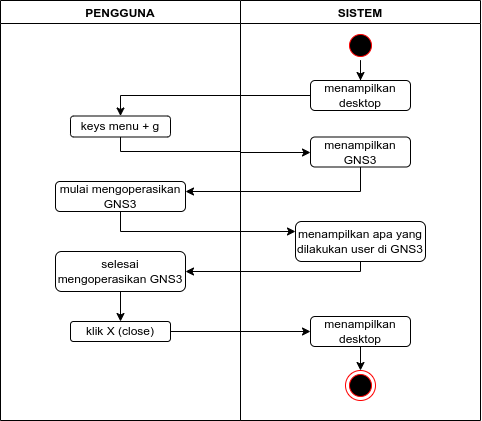 PENGGUNA
SISTEM
menampilkan
desktop
keys menu + g
menampilkan
GNS3
mulai mengoperasikan
GNS3
menampilkan apa yang
dilakukan user di GNS3
selesai
mengoperasikan GNS3
klik X (close)
menampilkan
desktop